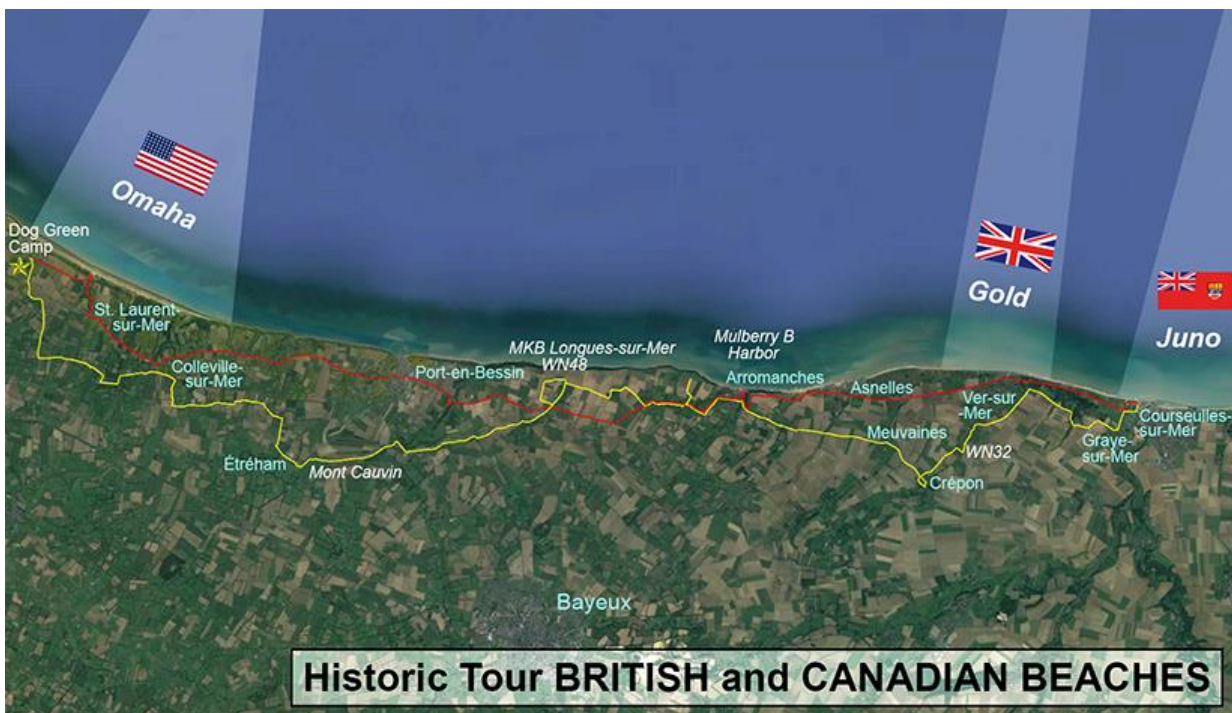 Omaha
Dog Green
Camp
St. Laurent-
sur-Mer
Colleville-
sur-Mer
Étréham
Mont Cauvin
Port-en-Bessin
MKB Longues-sur-Mer
WN48
Mulberry B
Harbor
Arromanches
Asnelles
Gold
Juno
Ver-sur
-Mer
Meuvaines
WN32
Crépon
Graye-
sur-Mer
Courseulles-
sur-Mer
Bayeux
Historic Tour BRITISH and CANADIAN BEACHES